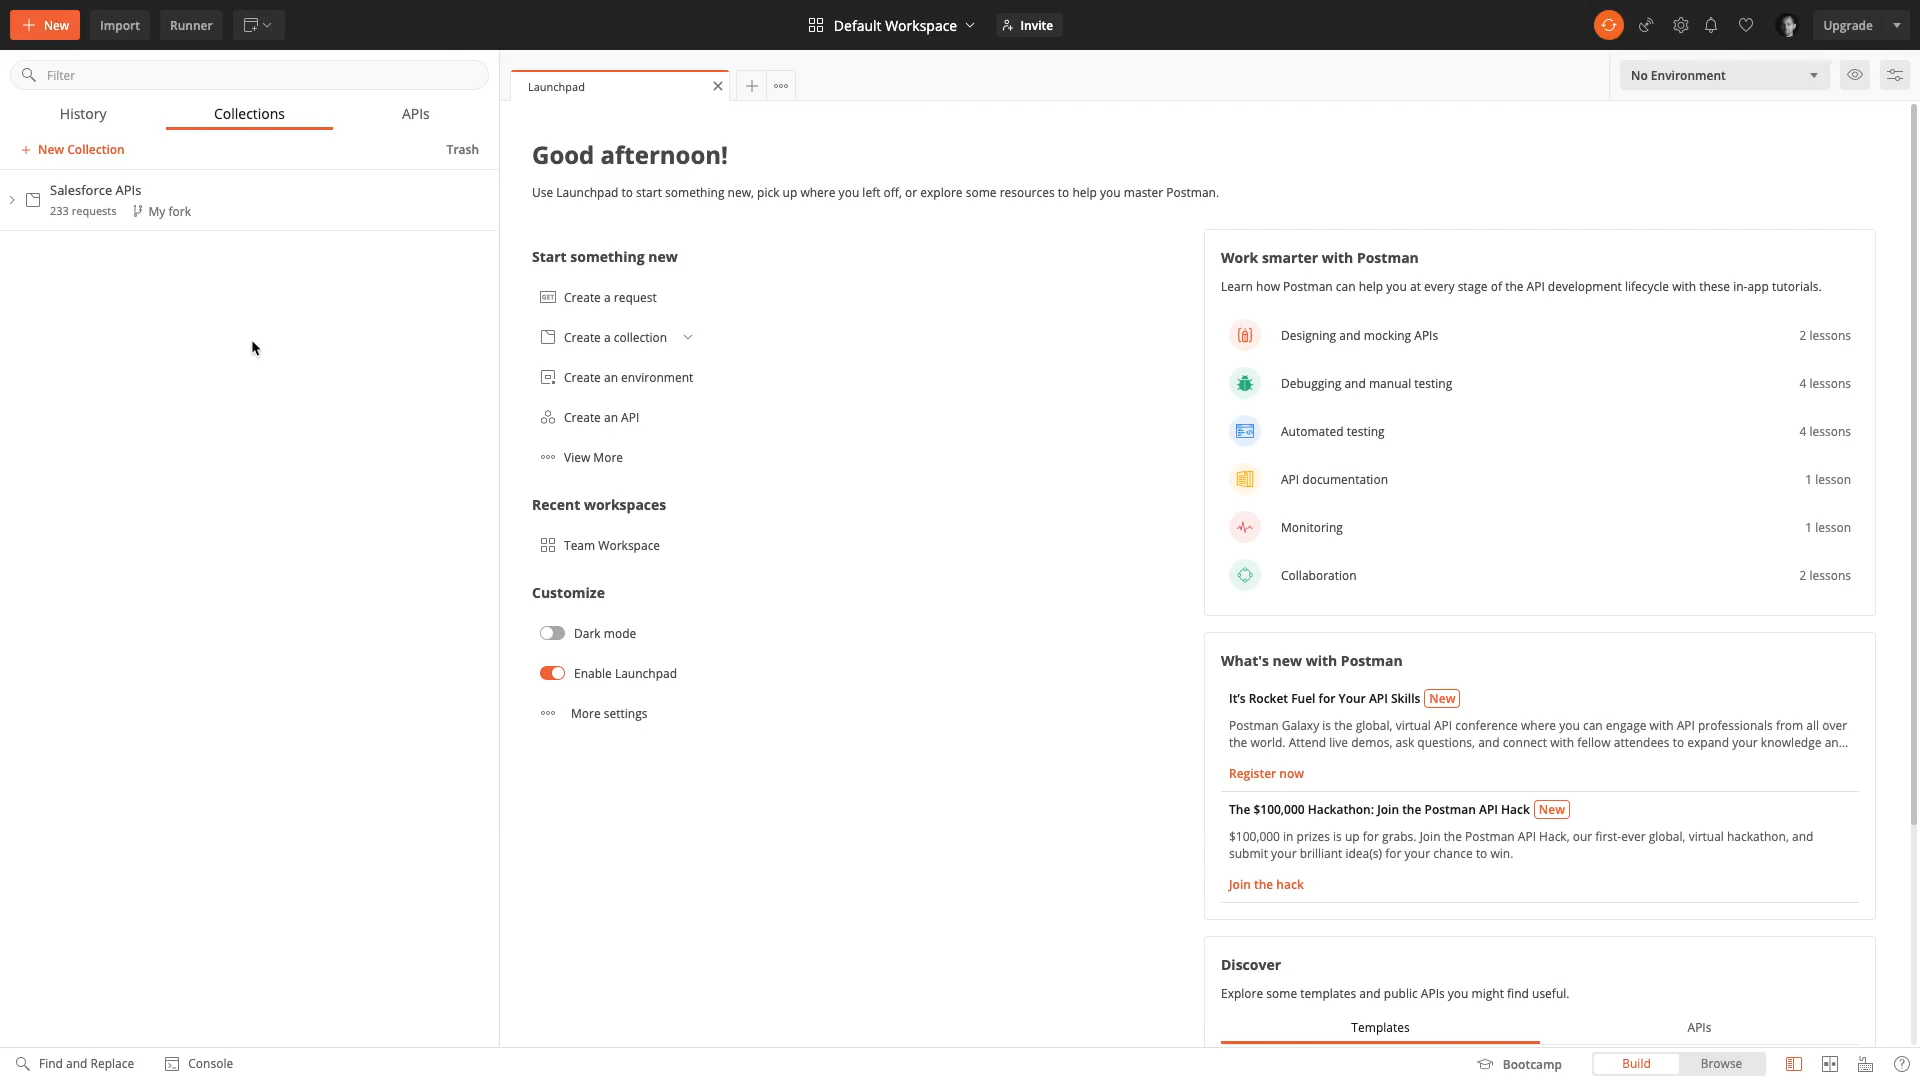 New
Import
Runner
Default Workspace
Invite
Upgrade
Filter
History
Collections
APIs
New Collection
Trash
Salesforce APIs
233 requests
My fork
Launchpad
No Environment
Good afternoon!
Use Launchpad to start something new, pick up where you left off, or explore some resources to help you master Postman.
Start something new
GET
Create a request
Create a collection
Create an environment
Create an API
View More
Recent workspaces
Team Workspace
Customize
Dark mode
Enable Launchpad
More settings
Work smarter with Postman
Learn how Postman can help you at every stage of the API development lifecycle with these in-app tutorials.
Designing and mocking APIs
2 lessons
Debugging and manual testing
4 lessons
Automated testing
4 lessons
API documentation
1 lesson
Monitoring
1 lesson
Collaboration
2 lessons
What's new with Postman
It's Rocket Fuel for Your API Skills New
Postman Galaxy is the global, virtual API conference where you can engage with API professionals from all over
the world. Attend live demos, ask questions, and connect with fellow attendees to expand your knowledge an...
Register now
The $100,000 Hackathon: Join the Postman API Hack New
$100,000 in prizes is up for grabs. Join the Postman API Hack, our first-ever global, virtual hackathon, and
submit your brilliant idea(s) for your chance to win.
Join the hack
Discover
Explore some templates and public APIs you might find useful.
Templates
APIs
Find and Replace
Console
Bootcamp
Build
Browse